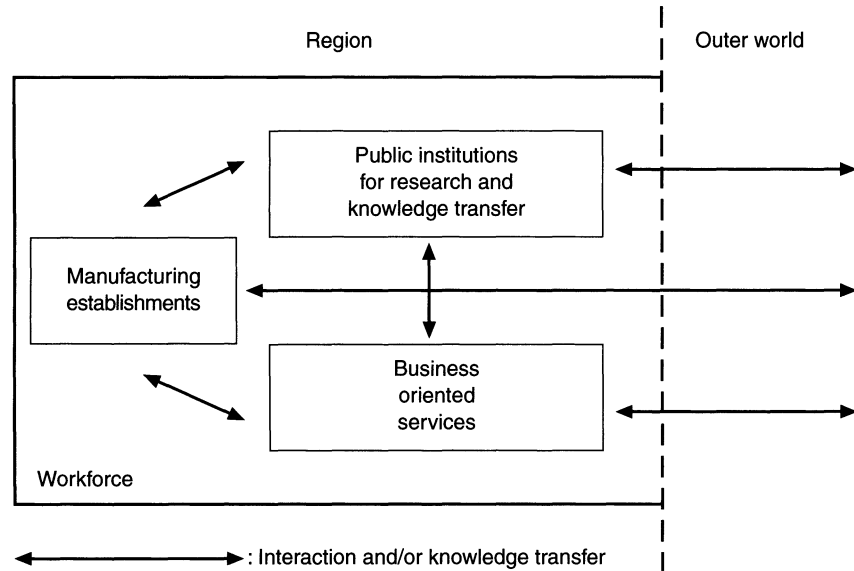 Region
Outer world
Public institutions
for research and
knowledge transfer
Manufacturing
establishments
Business
oriented
services
Workforce
: Interaction and/or knowledge transfer